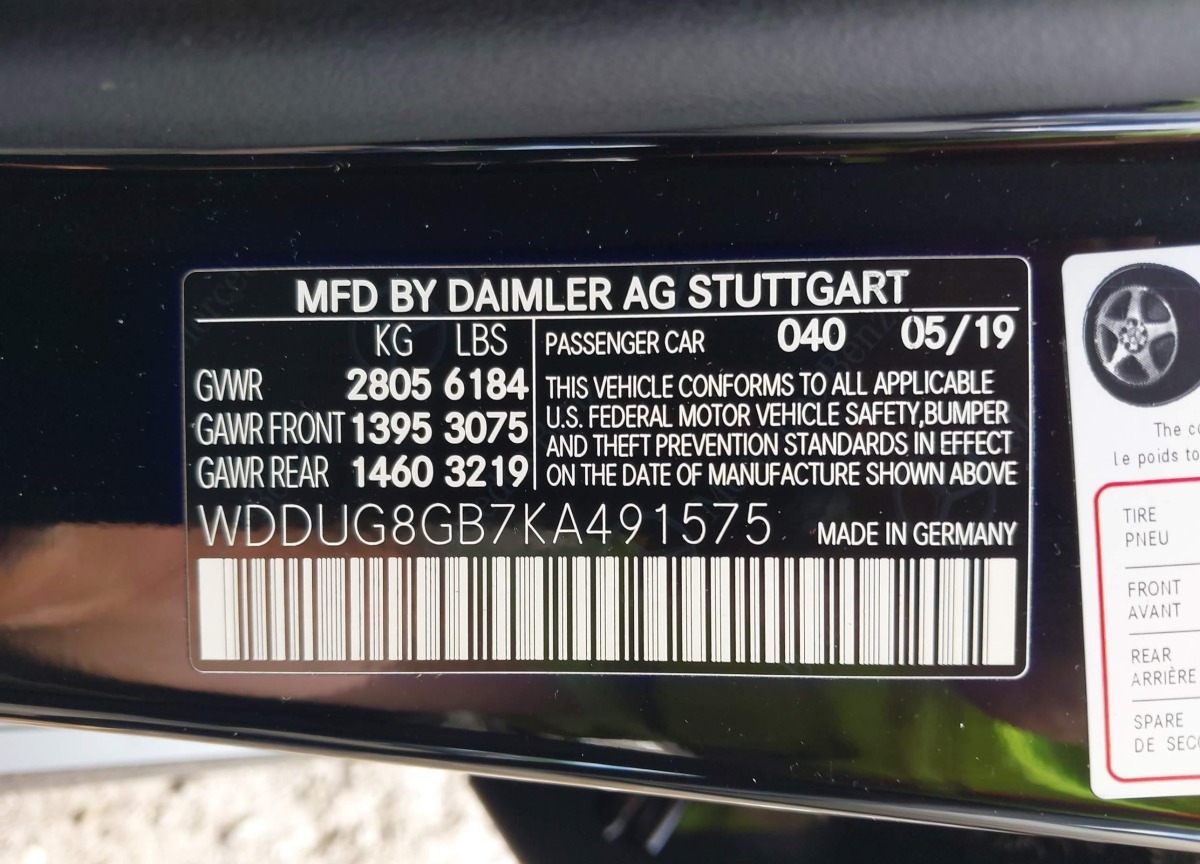 MFD BY DAIMLER AG STUTTGART
KG LBS
GVWR 2805 6184
GAWR FRONT 1395 3075
GAWR REAR 1460 3219
PASSENGER CAR 040 05/19
THIS VEHICLE CONFORMS TO ALL APPLICABLE
U.S. FEDERAL MOTOR VEHICLE SAFETY,BUMPER
AND THEFT PREVENTION STANDARDS IN EFFECT
ON THE DATE OF MANUFACTURE SHOWN ABOVE
WDDUG8GB7KA491575 MADE IN GERMANY
The
le poids
TIRE
PNEU
FRONT
AVANT
REAR
ARRIÈRE
SPARE
DE